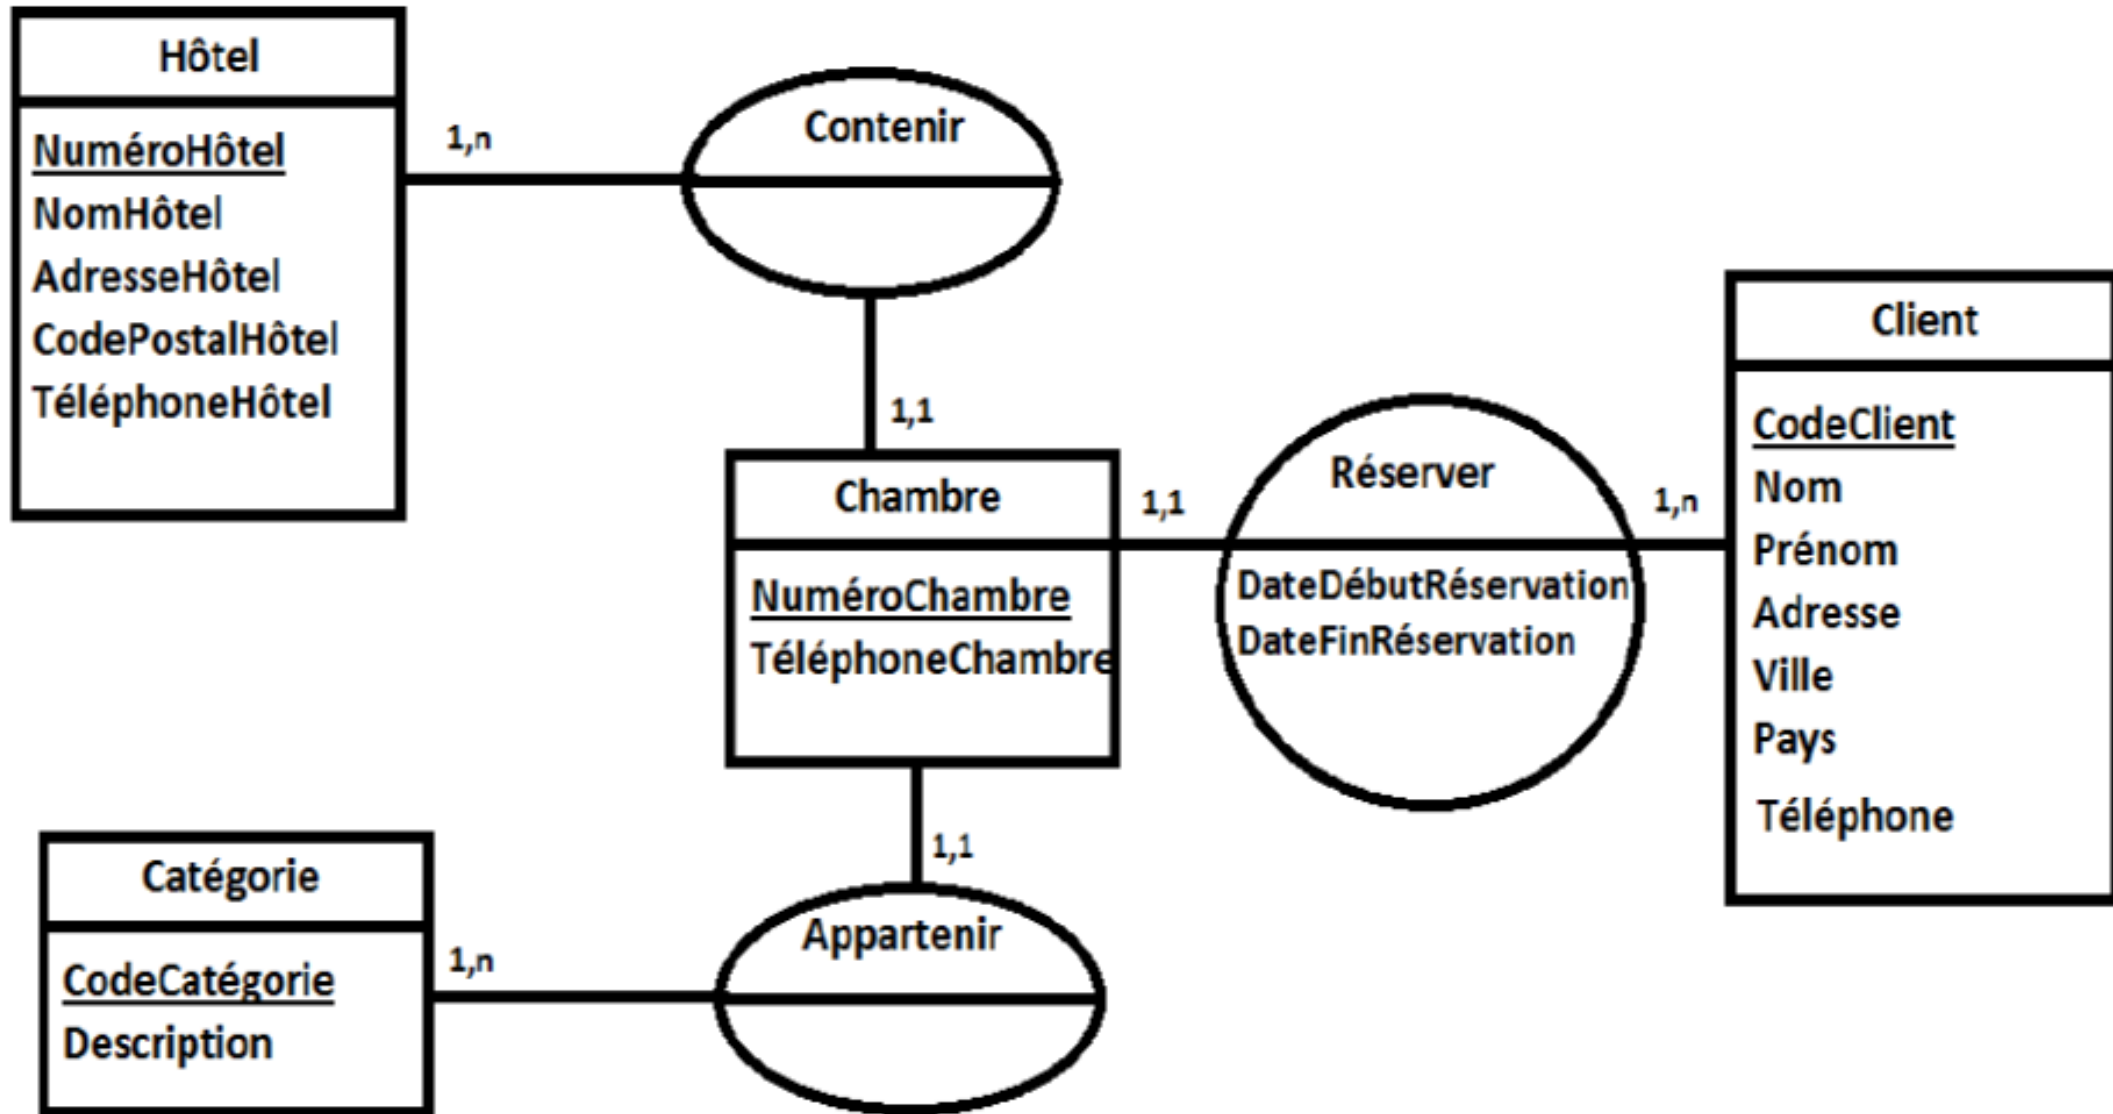 Hôtel
NuméroHôtel
NomHôtel
AdresseHôtel
CodePostalHôtel
TéléphoneHôtel
1,n
Contenir
1,1
Chambre
NuméroChambre
TéléphoneChambre
1,1
Réserver
DateDébutRéservation
DateFinRéservation
1,n
Client
CodeClient
Nom
Prénom
Adresse
Ville
Pays
Téléphone
1,1
Appartenir
1,n
Catégorie
CodeCatégorie
Description